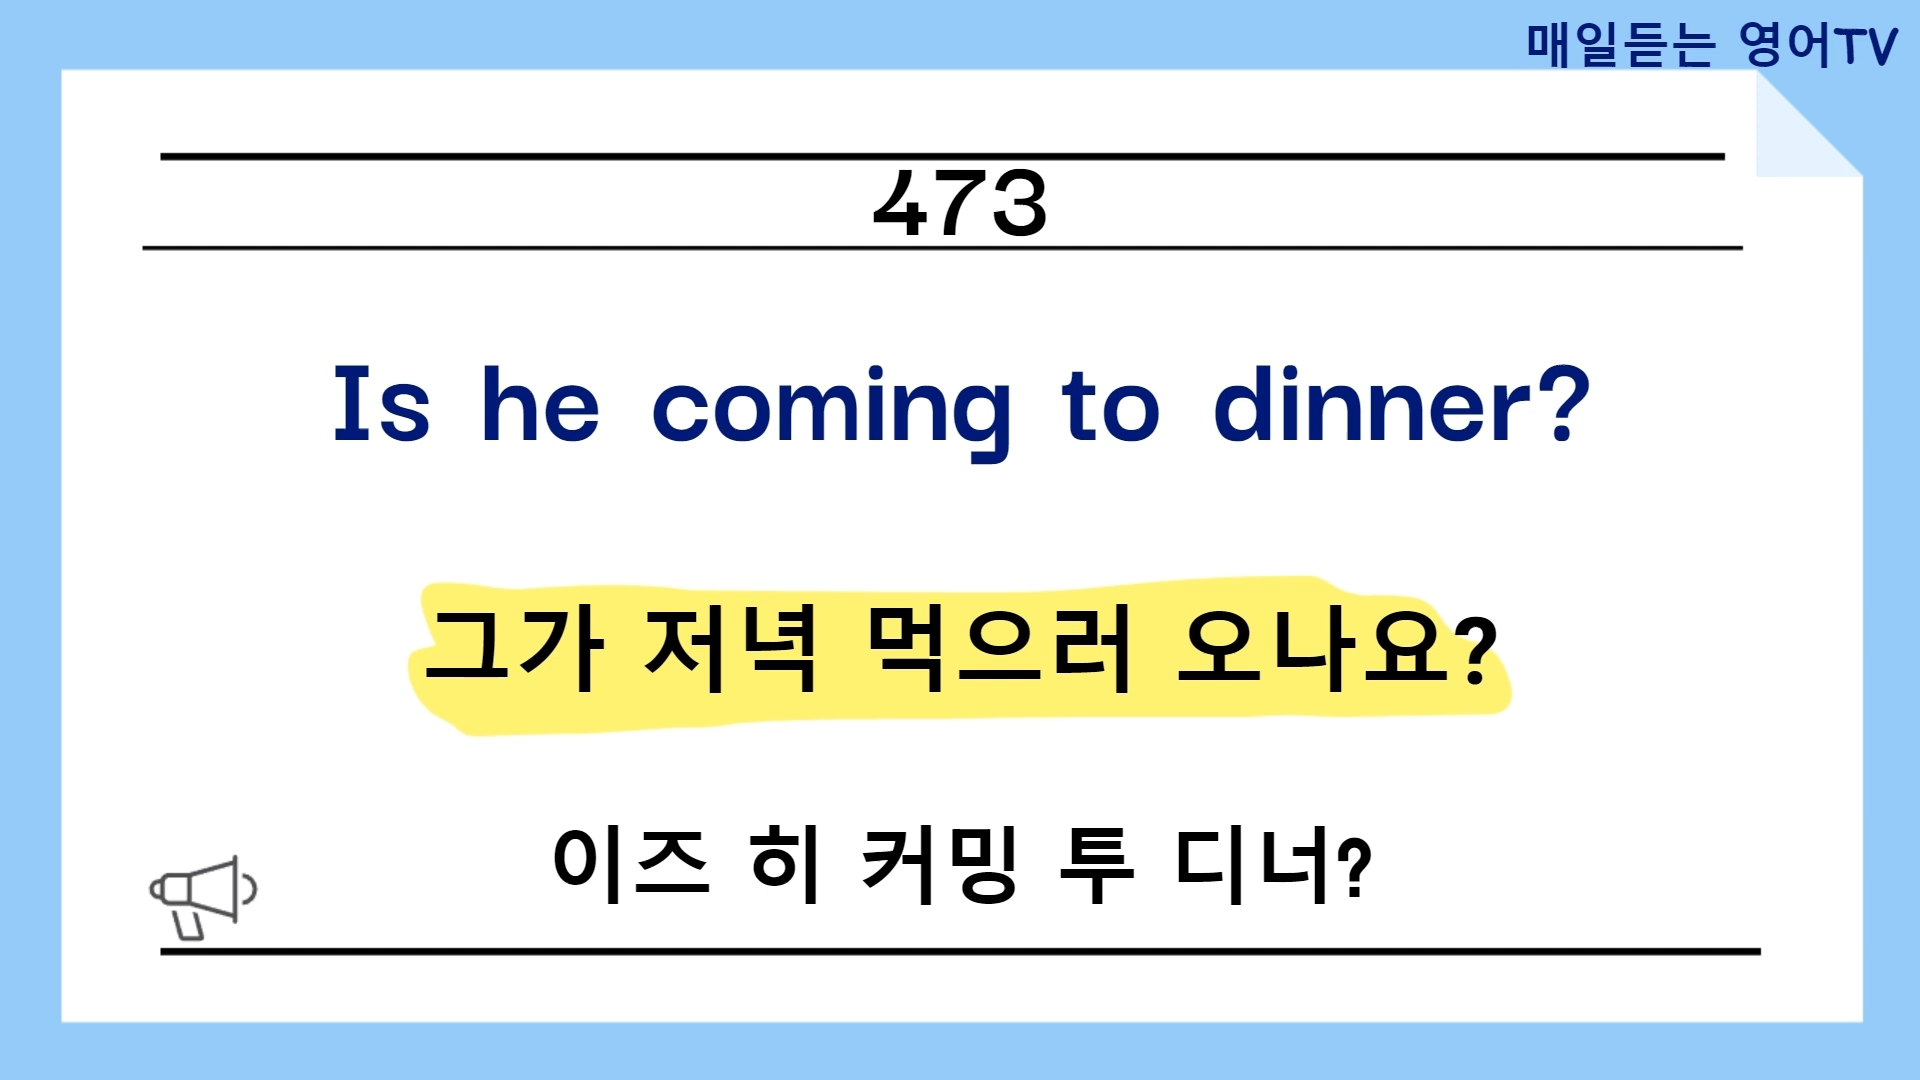 매일듣는 영어TV
473
Is he coming to dinner?
그가 저녁 먹으러 오나요?
이즈 히 커밍 투 디너?